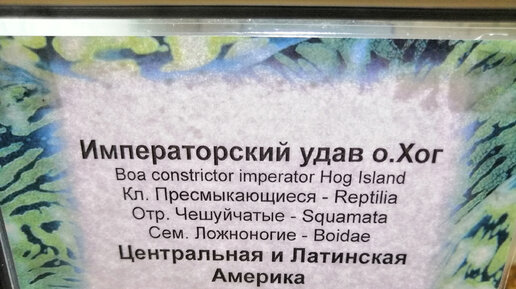 Императорский удав о.Хог
Boa constrictor imperator Hog Island
Кл. Пресмыкающиеся - Reptilia
Отр. Чешуйчатые - Squamata
Сем. Ложноногие - Boidae
Центральная и Латинская
Америка